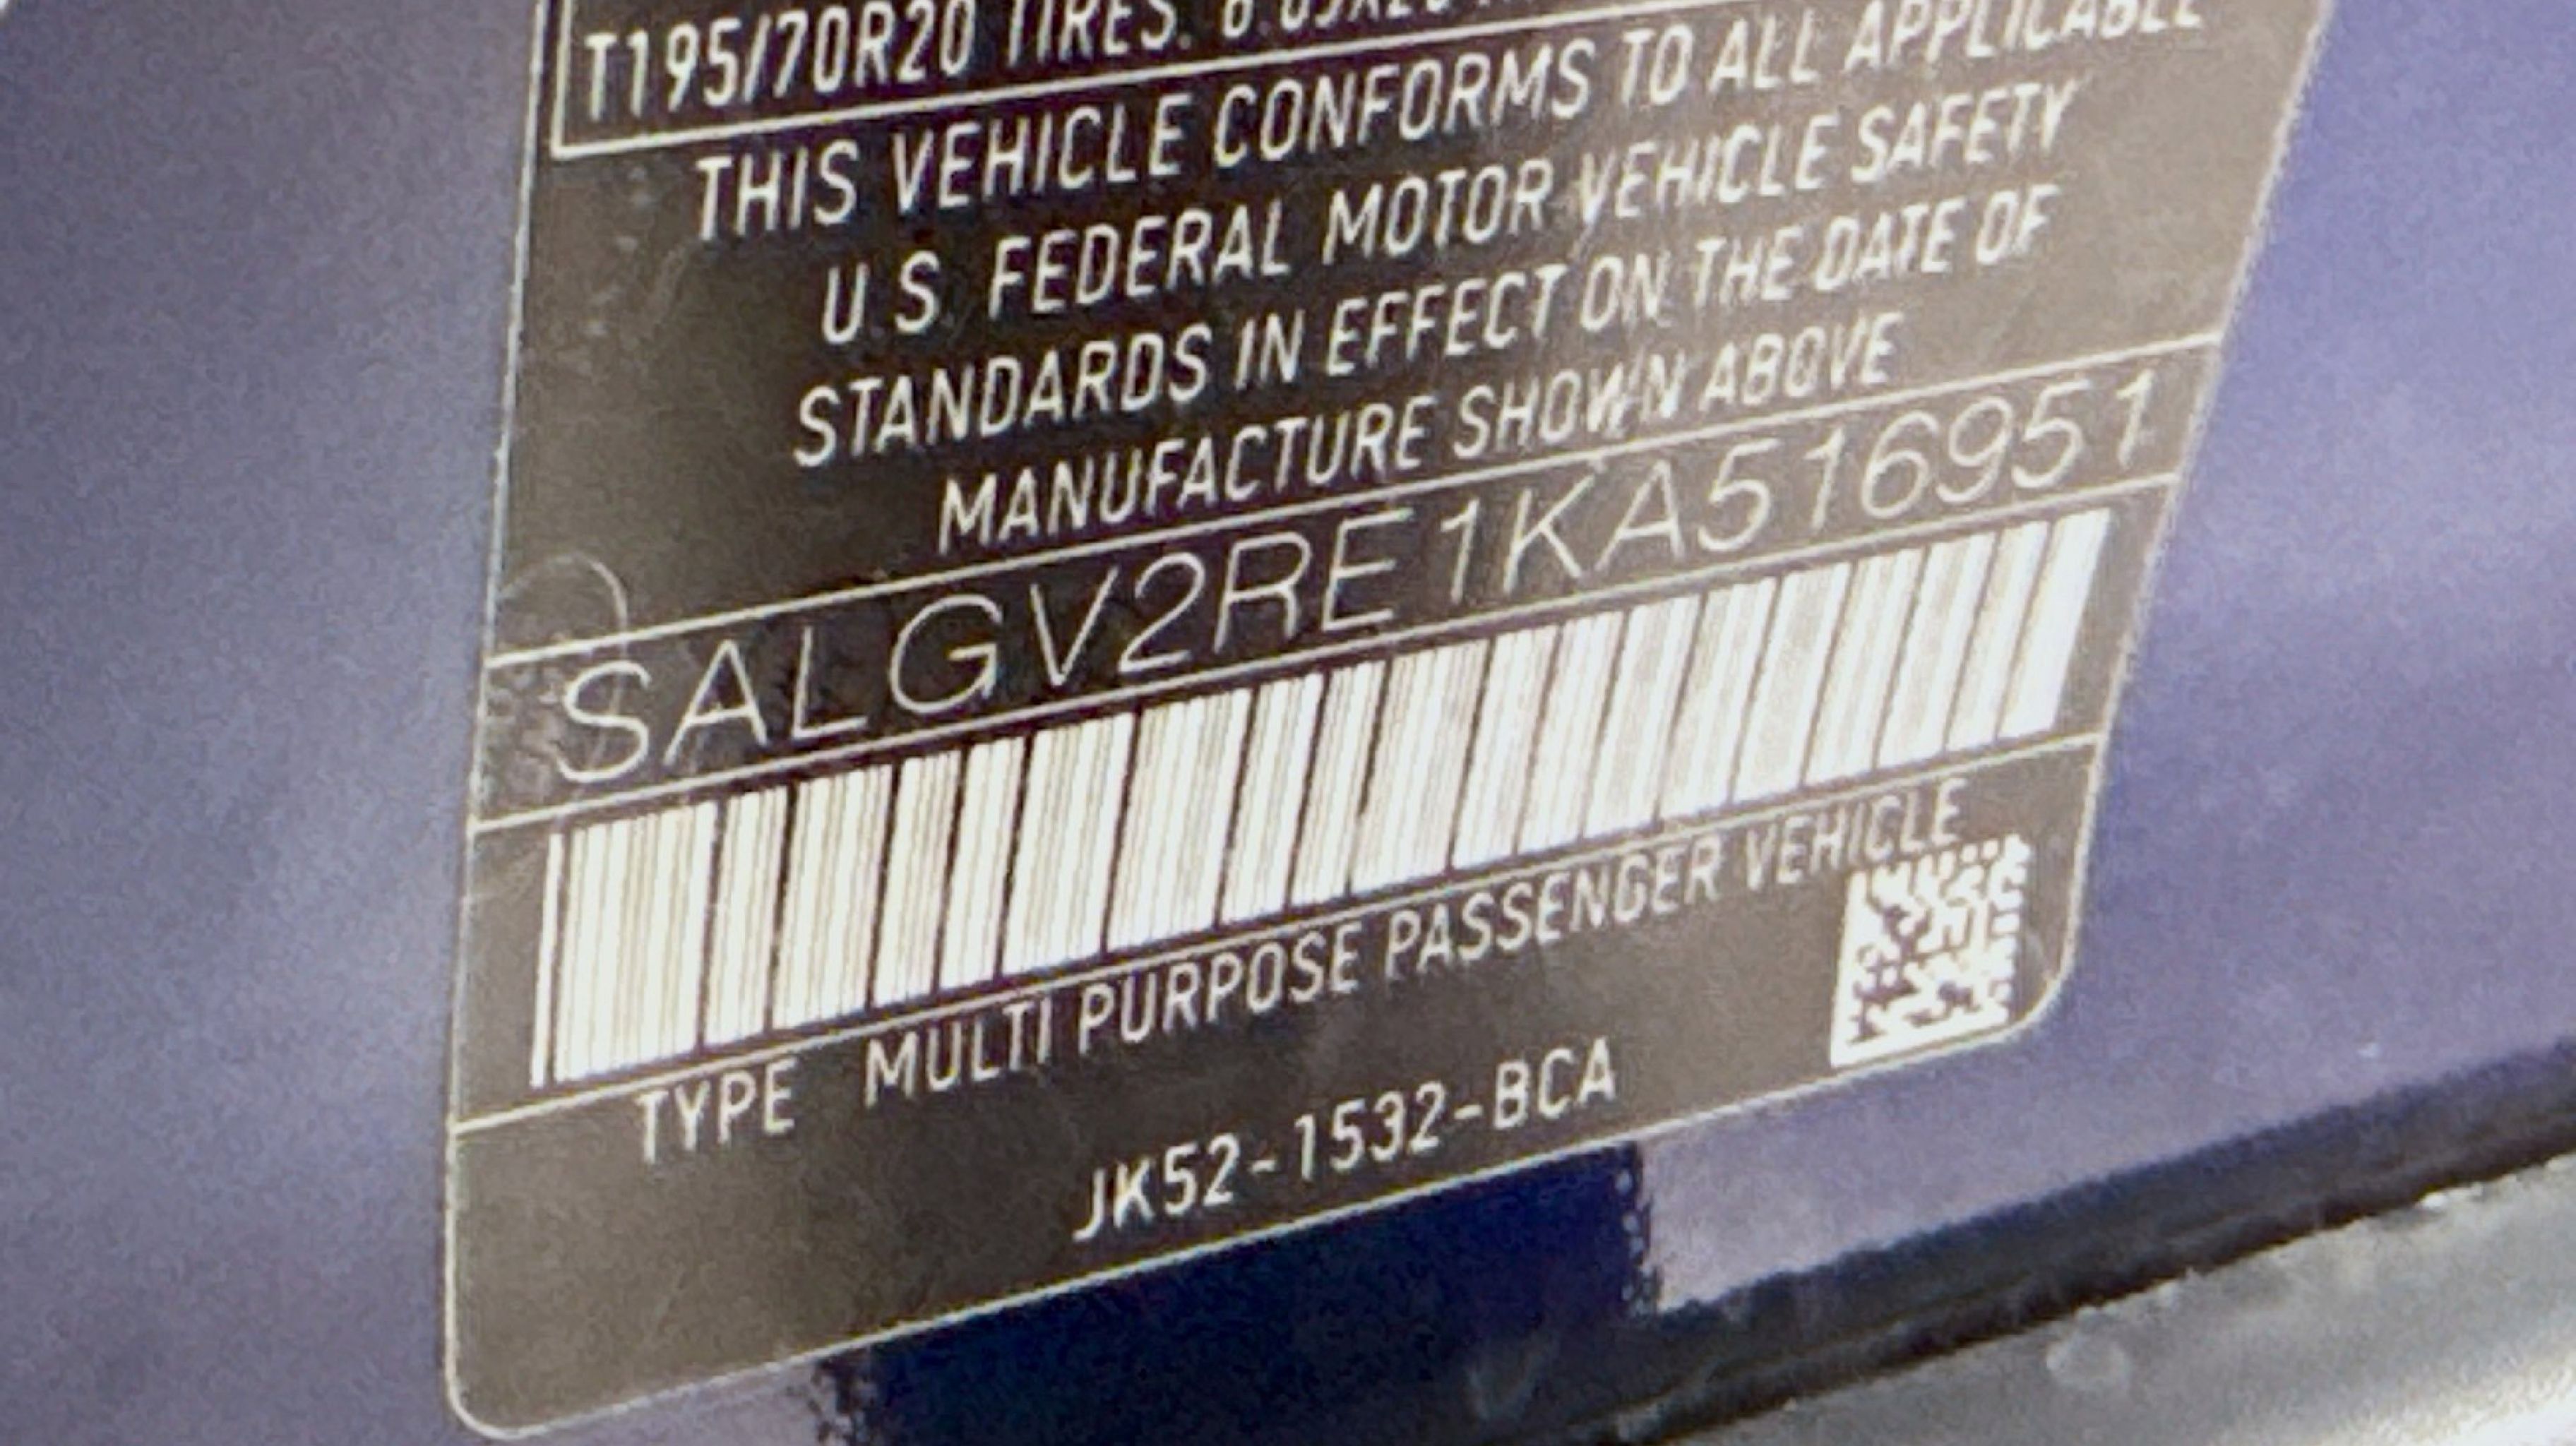 T195/70R20 TIRES.
THIS VEHICLE CONFORMS TO ALL APPLICABLE
U.S. FEDERAL MOTOR VEHICLE SAFETY
STANDARDS IN EFFECT ON THE DATE OF
MANUFACTURE SHOWN ABOVE
SALGV2RE1KA516951
TYPE MULTI PURPOSE PASSENGER VEHICLE
JK52-1532-BCA